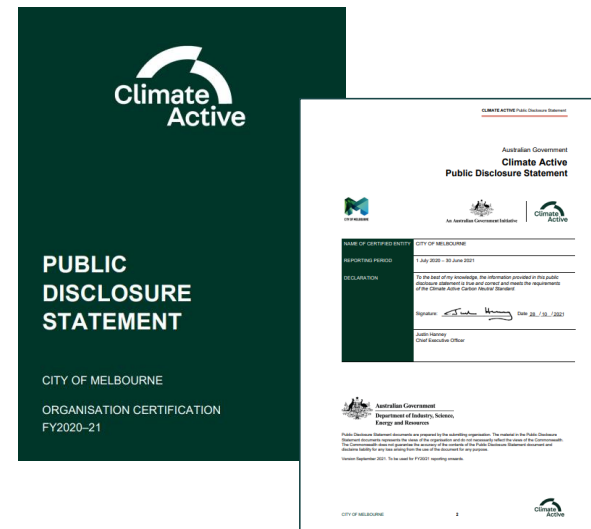 Climate
Active
PUBLIC
DISCLOSURE
STATEMENT
CITY OF MELBOURNE
ORGANISATION CERTIFICATION
FY2020–21
CLIMATE ACTIVE Public Disclosure Statement
Australian Government
Climate Active
Public Disclosure Statement
CITY OF MELBOURNE
An Australian Government Initiative
Climate
Active
NAME OF CERTIFIED ENTITY CITY OF MELBOURNE
REPORTING PERIOD 1 July 2020 – 30 June 2021
DECLARATION To the best of my knowledge, the information provided in this public
disclosure statement is true and correct and meets the requirements
of the Climate Active Carbon Neutral Standard.
Signature: Date 28 / 10 / 2021
Justin Hanney
Chief Executive Officer
Australian Government
Department of Industry, Science,
Energy and Resources
Public Disclosure Statement documents are prepared by the submitting organisation. The material in the Public Disclosure
Statement documents represents the views of the organisation and do not necessarily reflect the views of the Commonwealth.
The Commonwealth does not guarantee the accuracy of the contents of the Public Disclosure Statement document and
disclaims liability for any loss arising from the use of the document for any purpose.
Version September 2021. To be used for FY20/21 reporting onwards.
CITY OF MELBOURNE 2
Climate
Active